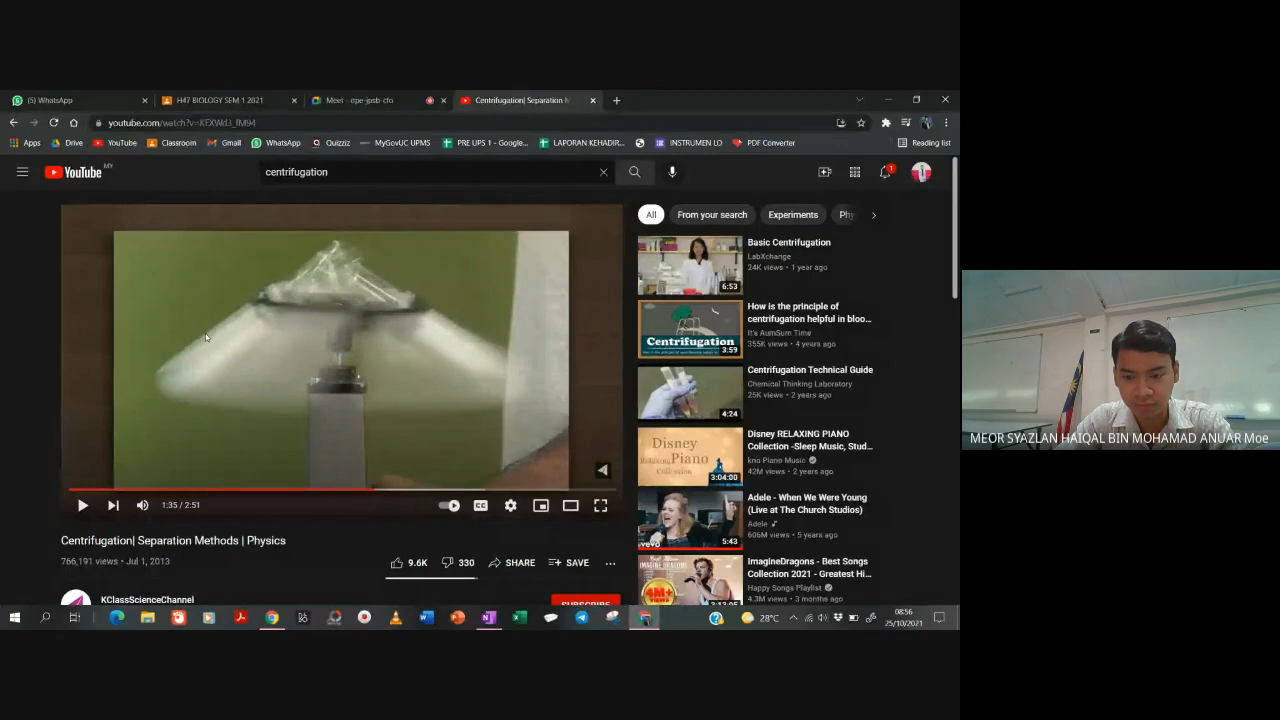 (5) WhatsApp
H47 BIOLOGY SEM 1 2021
Meet - ope-jpsb-cfo
Centrifugation| Separation M
youtube.com/watch?v=KFXWd3_fM94
Apps
Drive
YouTube
Classroom
Gmail
WhatsApp
Quizziz
MyGovUC UPMS
PRE UPS 1 - Google...
LAPORAN KEHADIR...
INSTRUMEN LO
PDF Converter
Reading list
YouTube
MY
centrifugation
1
All
From your search
Experiments
Phy
Basic Centrifugation
LabXchange
24K views • 1 year ago
6:53
How is the principle of
centrifugation helpful in bloo...
It's AumSum Time
355K views • 4 years ago
Centrifugation
3:59
Centrifugation Technical Guide
Chemical Thinking Laboratory
25K views • 2 years ago
4:24
Disney RELAXING PIANO
Collection -Sleep Music, Stud...
kno Piano Music
42M views • 2 years ago
Disney
Relaxing Piano
Collection
3:04:00
Adele - When We Were Young
(Live at The Church Studios)
Adele
606M views • 5 years ago
vevo
5:43
ImagineDragons - Best Songs
Collection 2021 - Greatest Hi...
Happy Songs Playlist
4.3M views • 3 months ago
4M+
1:35 / 2:51
CC
Centrifugation| Separation Methods | Physics
766,191 views • Jul 1, 2013
9.6K
330
SHARE
SAVE
KClassScienceChannel
SUBSCRIBE
28°C
08:56
25/10/2021
MEOR SYAZLAN HAIQAL BIN MOHAMAD ANUAR Moe